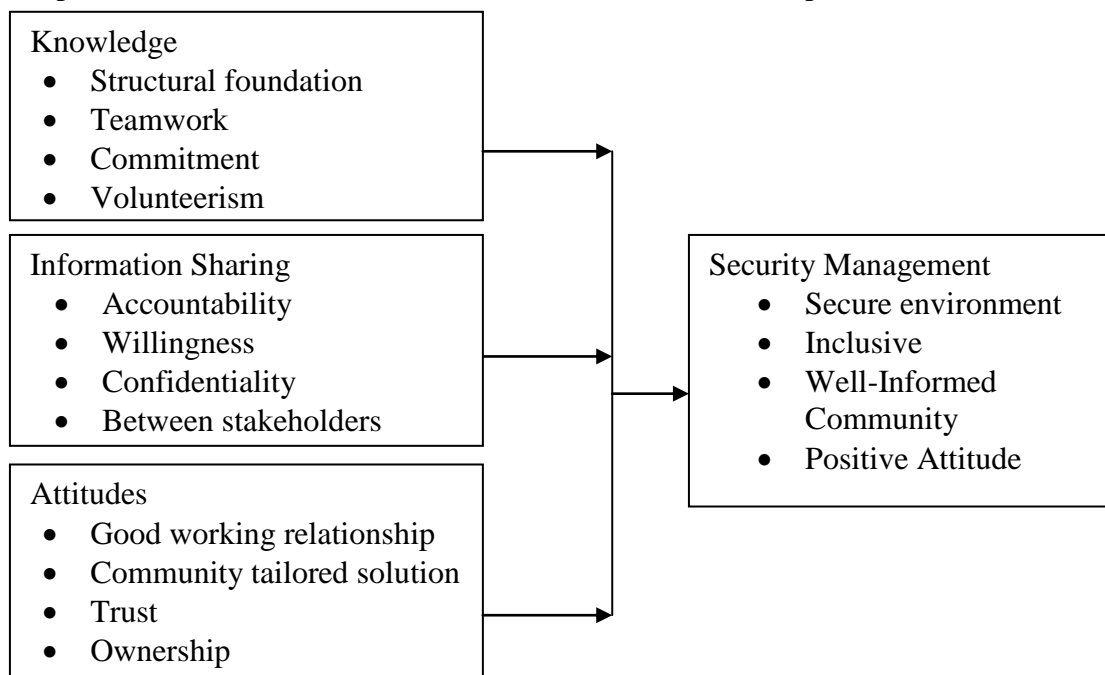 Knowledge
• Structural foundation
• Teamwork
• Commitment
• Volunteerism
Information Sharing
• Accountability
• Willingness
• Confidentiality
• Between stakeholders
Attitudes
• Good working relationship
• Community tailored solution
• Trust
• Ownership
Security Management
• Secure environment
• Inclusive
• Well-Informed
Community
• Positive Attitude